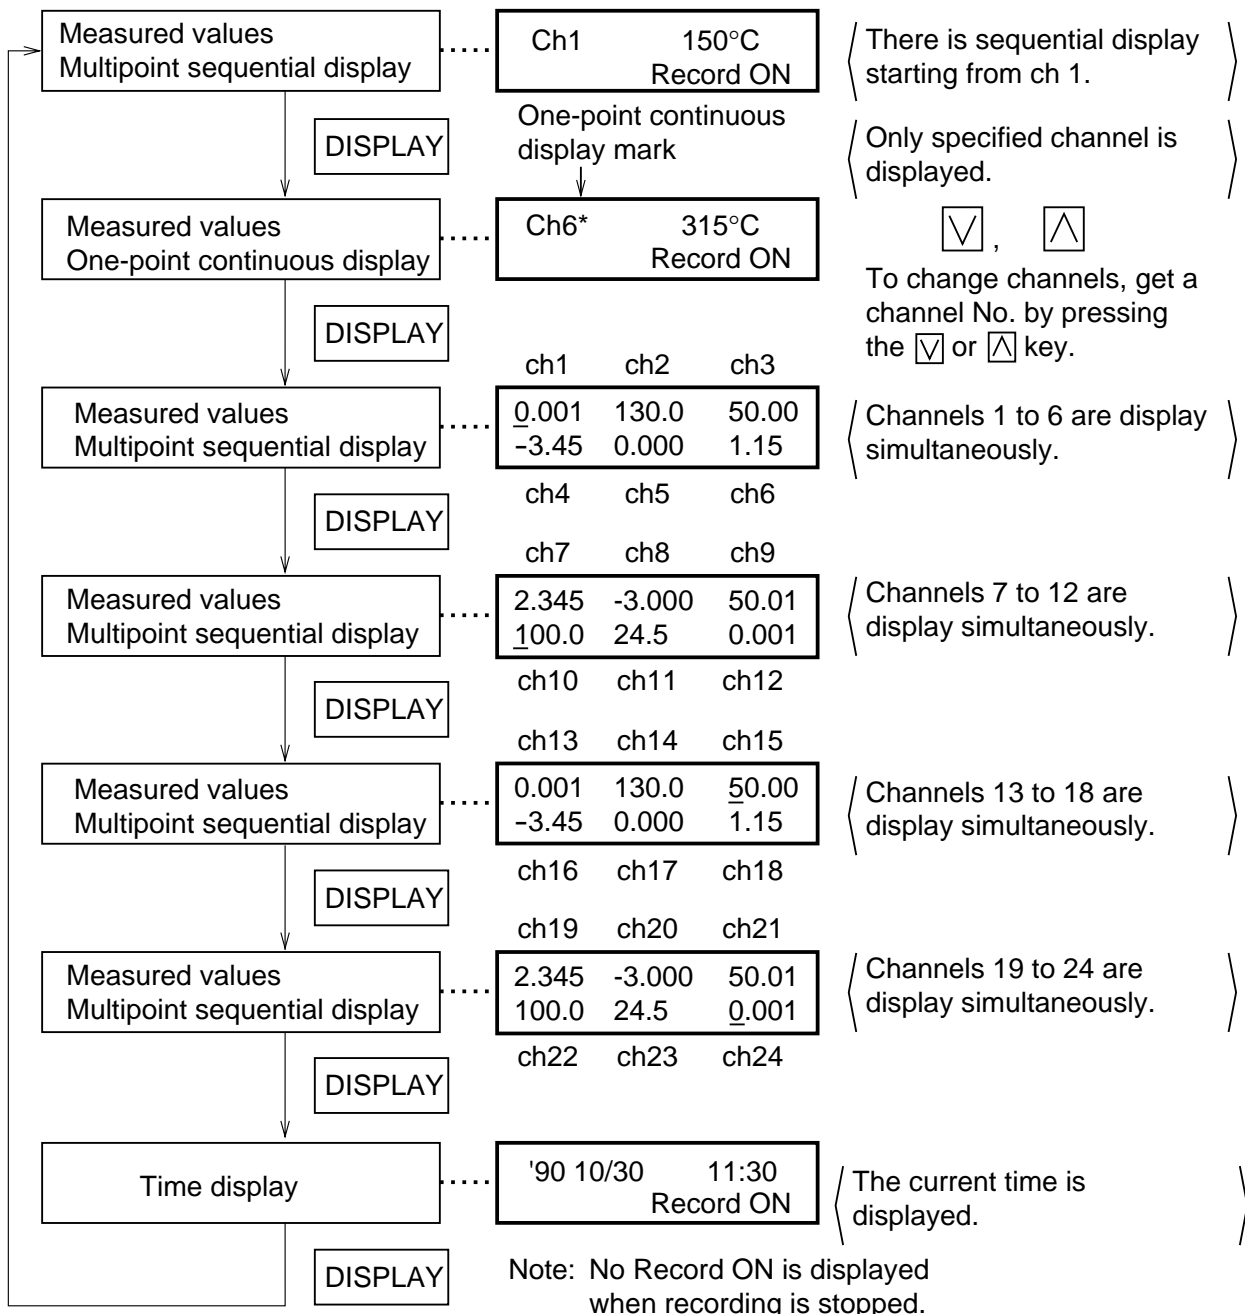 Measured values
Multipoint sequential display
Ch1 150°C
Record ON
There is sequential display
starting from ch 1.
DISPLAY
One-point continuous
display mark
Only specified channel is
displayed.
Measured values
One-point continuous display
Ch6* 315°C
Record ON
,
To change channels, get a
channel No. by pressing
the or key.
DISPLAY
ch1 ch2 ch3
Measured values
Multipoint sequential display
0.001 130.0 50.00
-3.45 0.000 1.15
Channels 1 to 6 are display
simultaneously.
ch4 ch5 ch6
DISPLAY
ch7 ch8 ch9
Measured values
Multipoint sequential display
2.345 -3.000 50.01
100.0 24.5 0.001
Channels 7 to 12 are
display simultaneously.
ch10 ch11 ch12
DISPLAY
ch13 ch14 ch15
Measured values
Multipoint sequential display
0.001 130.0 50.00
-3.45 0.000 1.15
Channels 13 to 18 are
display simultaneously.
ch16 ch17 ch18
DISPLAY
ch19 ch20 ch21
Measured values
Multipoint sequential display
2.345 -3.000 50.01
100.0 24.5 0.001
Channels 19 to 24 are
display simultaneously.
ch22 ch23 ch24
DISPLAY
Time display
'90 10/30 11:30
Record ON
The current time is
displayed.
DISPLAY
Note: No Record ON is displayed
when recording is stopped.